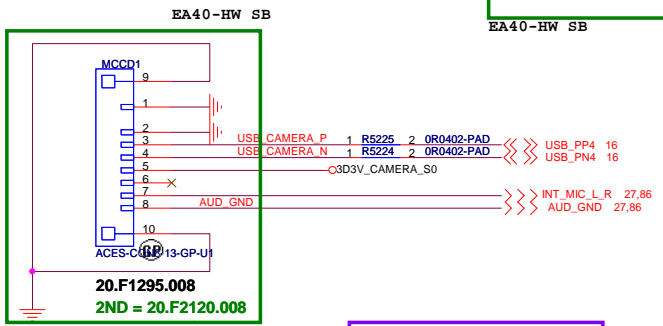 EA40-HW SB
EA40-HW SB
MCCD1
9
1
2
3 USB_CAMERA_P 1 R5225 2 0R0402-PAD USB_PP4 16
4 USB_CAMERA_N 1 R5224 2 0R0402-PAD USB_PN4 16
5 3D3V_CAMERA_S0
6
7 INT_MIC_L_R 27,86
8 AUD_GND AUD_GND 27,86
10
GP
20.F1295.008
2ND = 20.F2120.008